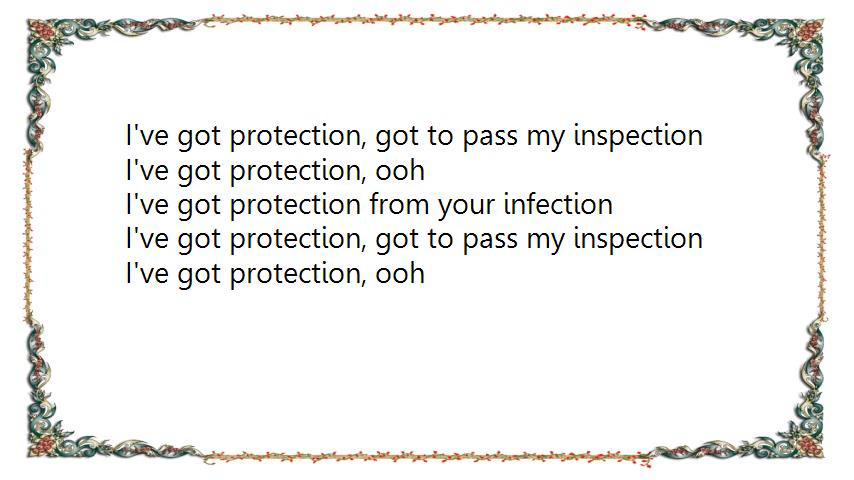 I've got protection, got to pass my inspection
I've got protection, ooh
I've got protection from your infection
I've got protection, got to pass my inspection
I've got protection, ooh